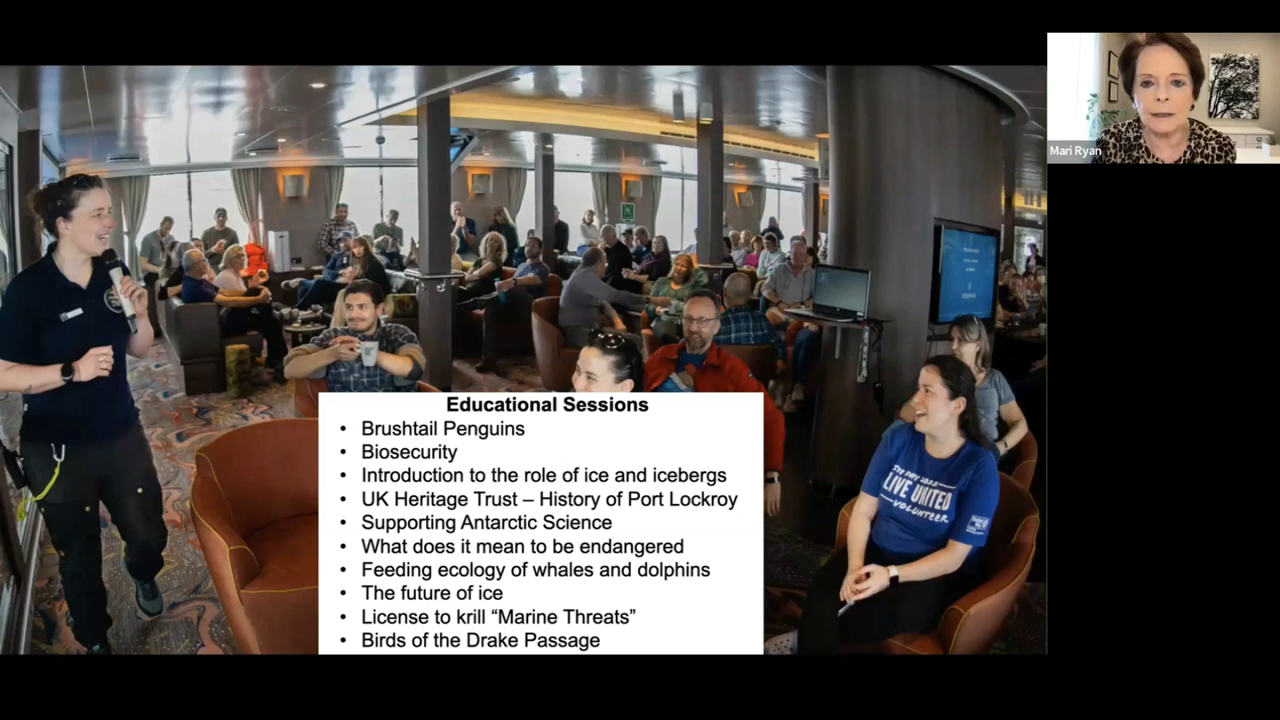 Mari Ryan
Educational Sessions
• Brushtail Penguins
• Biosecurity
• Introduction to the role of ice and icebergs
• UK Heritage Trust – History of Port Lockroy
• Supporting Antarctic Science
• What does it mean to be endangered
• Feeding ecology of whales and dolphins
• The future of ice
• License to krill “Marine Threats”
• Birds of the Drake Passage
LIVE UNITED
VOLUNTEER